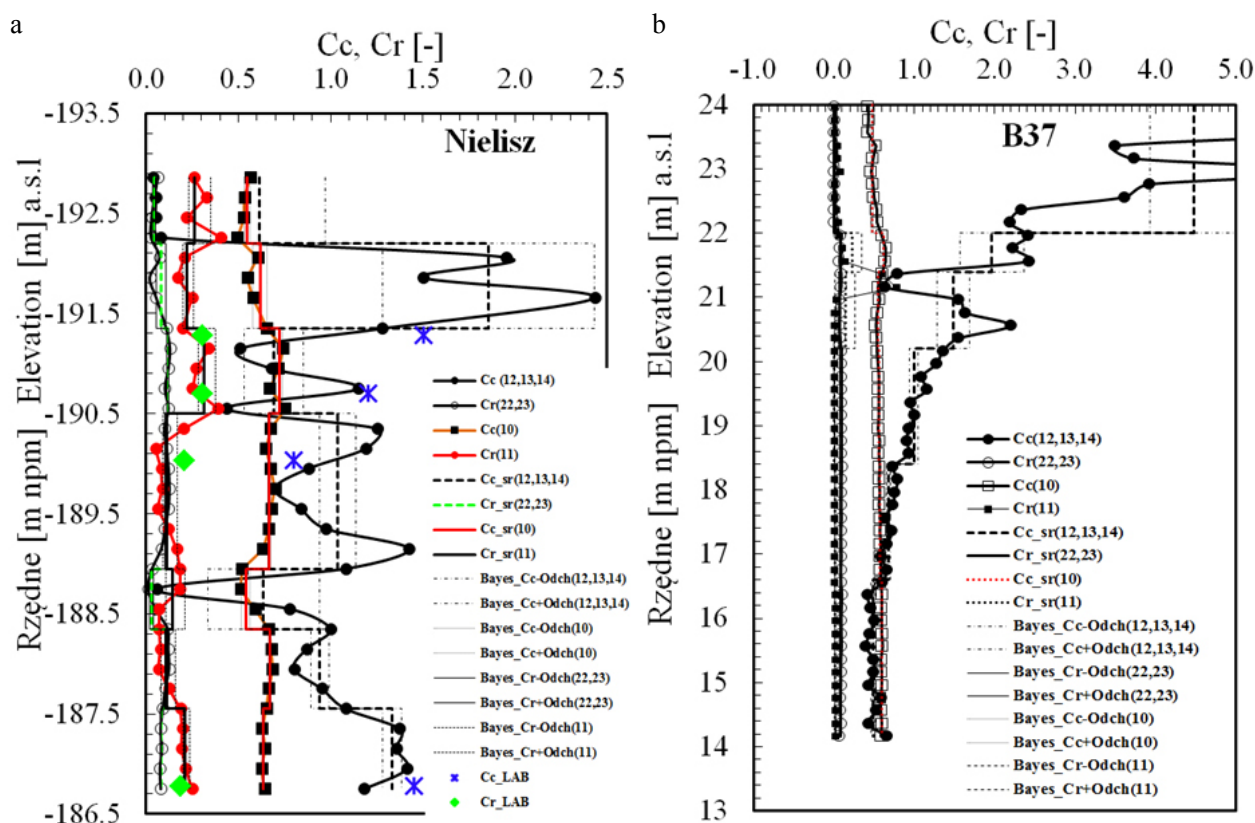 a
Cc, Cr [-]
0.0 0.5 1.0 1.5 2.0 2.5
Rzędne [m npm] Elevation [m] a.s.l
-193.5
-192.5
-191.5
-190.5
-189.5
-188.5
-187.5
-186.5
Nielisz
Cc (12,13,14)
Cr(22,23)
Cc(10)
Cr(11)
Cc_sr(12,13,14)
Cr_sr(22,23)
Cc_sr(10)
Cr_sr(11)
Bayes_Cc-Odch(12,13,14)
Bayes_Cc+Odch(12,13,14)
Bayes_Cc-Odch(10)
Bayes_Cc+Odch(10)
Bayes_Cr-Odch(22,23)
Bayes_Cr+Odch(22,23)
Bayes_Cr-Odch(11)
Bayes_Cr+Odch(11)
Cc_LAB
Cr_LAB
b
Cc, Cr [-]
-1.0 0.0 1.0 2.0 3.0 4.0 5.0
Rzędne [m npm] Elevation [m] a.s.l
24
23
22
21
20
19
18
17
16
15
14
13
B37
Cc(12,13,14)
Cr(22,23)
Cc(10)
Cr(11)
Cc_sr(12,13,14)
Cr_sr(22,23)
Cc_sr(10)
Cr_sr(11)
Bayes_Cc-Odch(12,13,14)
Bayes_Cc+Odch(12,13,14)
Bayes_Cr-Odch(22,23)
Bayes_Cr+Odch(22,23)
Bayes_Cc-Odch(10)
Bayes_Cc+Odch(10)
Bayes_Cr-Odch(11)
Bayes_Cr+Odch(11)